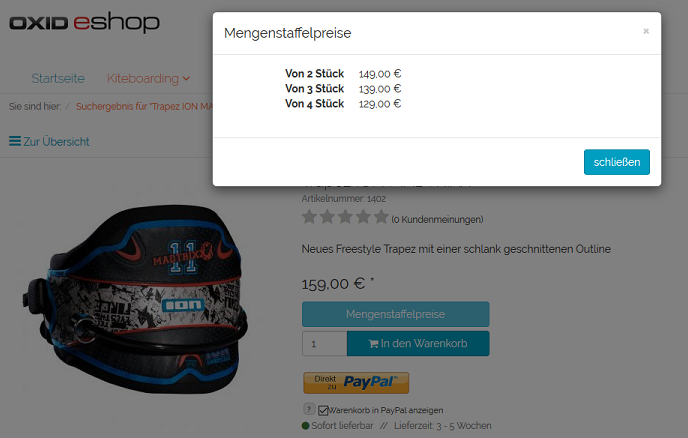 OXID eshop
Mengenstaffelpreise
×
Von 2 Stück 149,00 €
Von 3 Stück 139,00 €
Von 4 Stück 129,00 €
schließen
Startseite Kiteboarding
Sie sind hier: / Suchergebnis für "Trapez ION MA
Zur Übersicht
Artikelnummer: 1402
(0 Kundenmeinungen)
Neues Freestyle Trapez mit einer schlank geschnittenen Outline
159,00 € *
Mengenstaffelpreise
1 In den Warenkorb
Direkt zu PayPal
? Warenkorb in PayPal anzeigen
Sofort lieferbar // Lieferzeit: 3 - 5 Wochen
11
MADTRIXX
ion